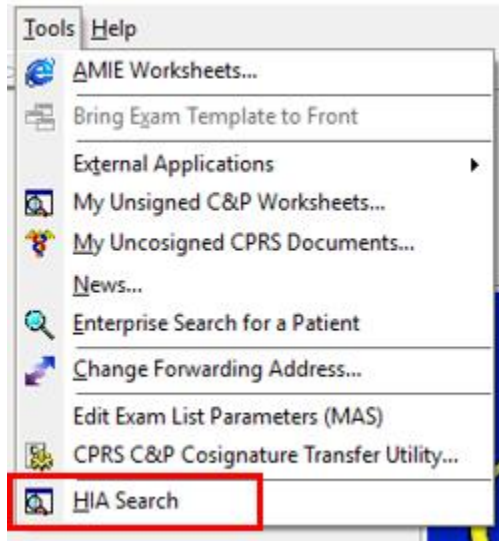 Tools Help
AMIE Worksheets...
Bring Exam Template to Front
External Applications
My Unsigned C&P Worksheets...
My Uncosigned CPRS Documents...
News...
Enterprise Search for a Patient
Change Forwarding Address...
Edit Exam List Parameters (MAS)
CPRS C&P Cosignature Transfer Utility...
HIA Search